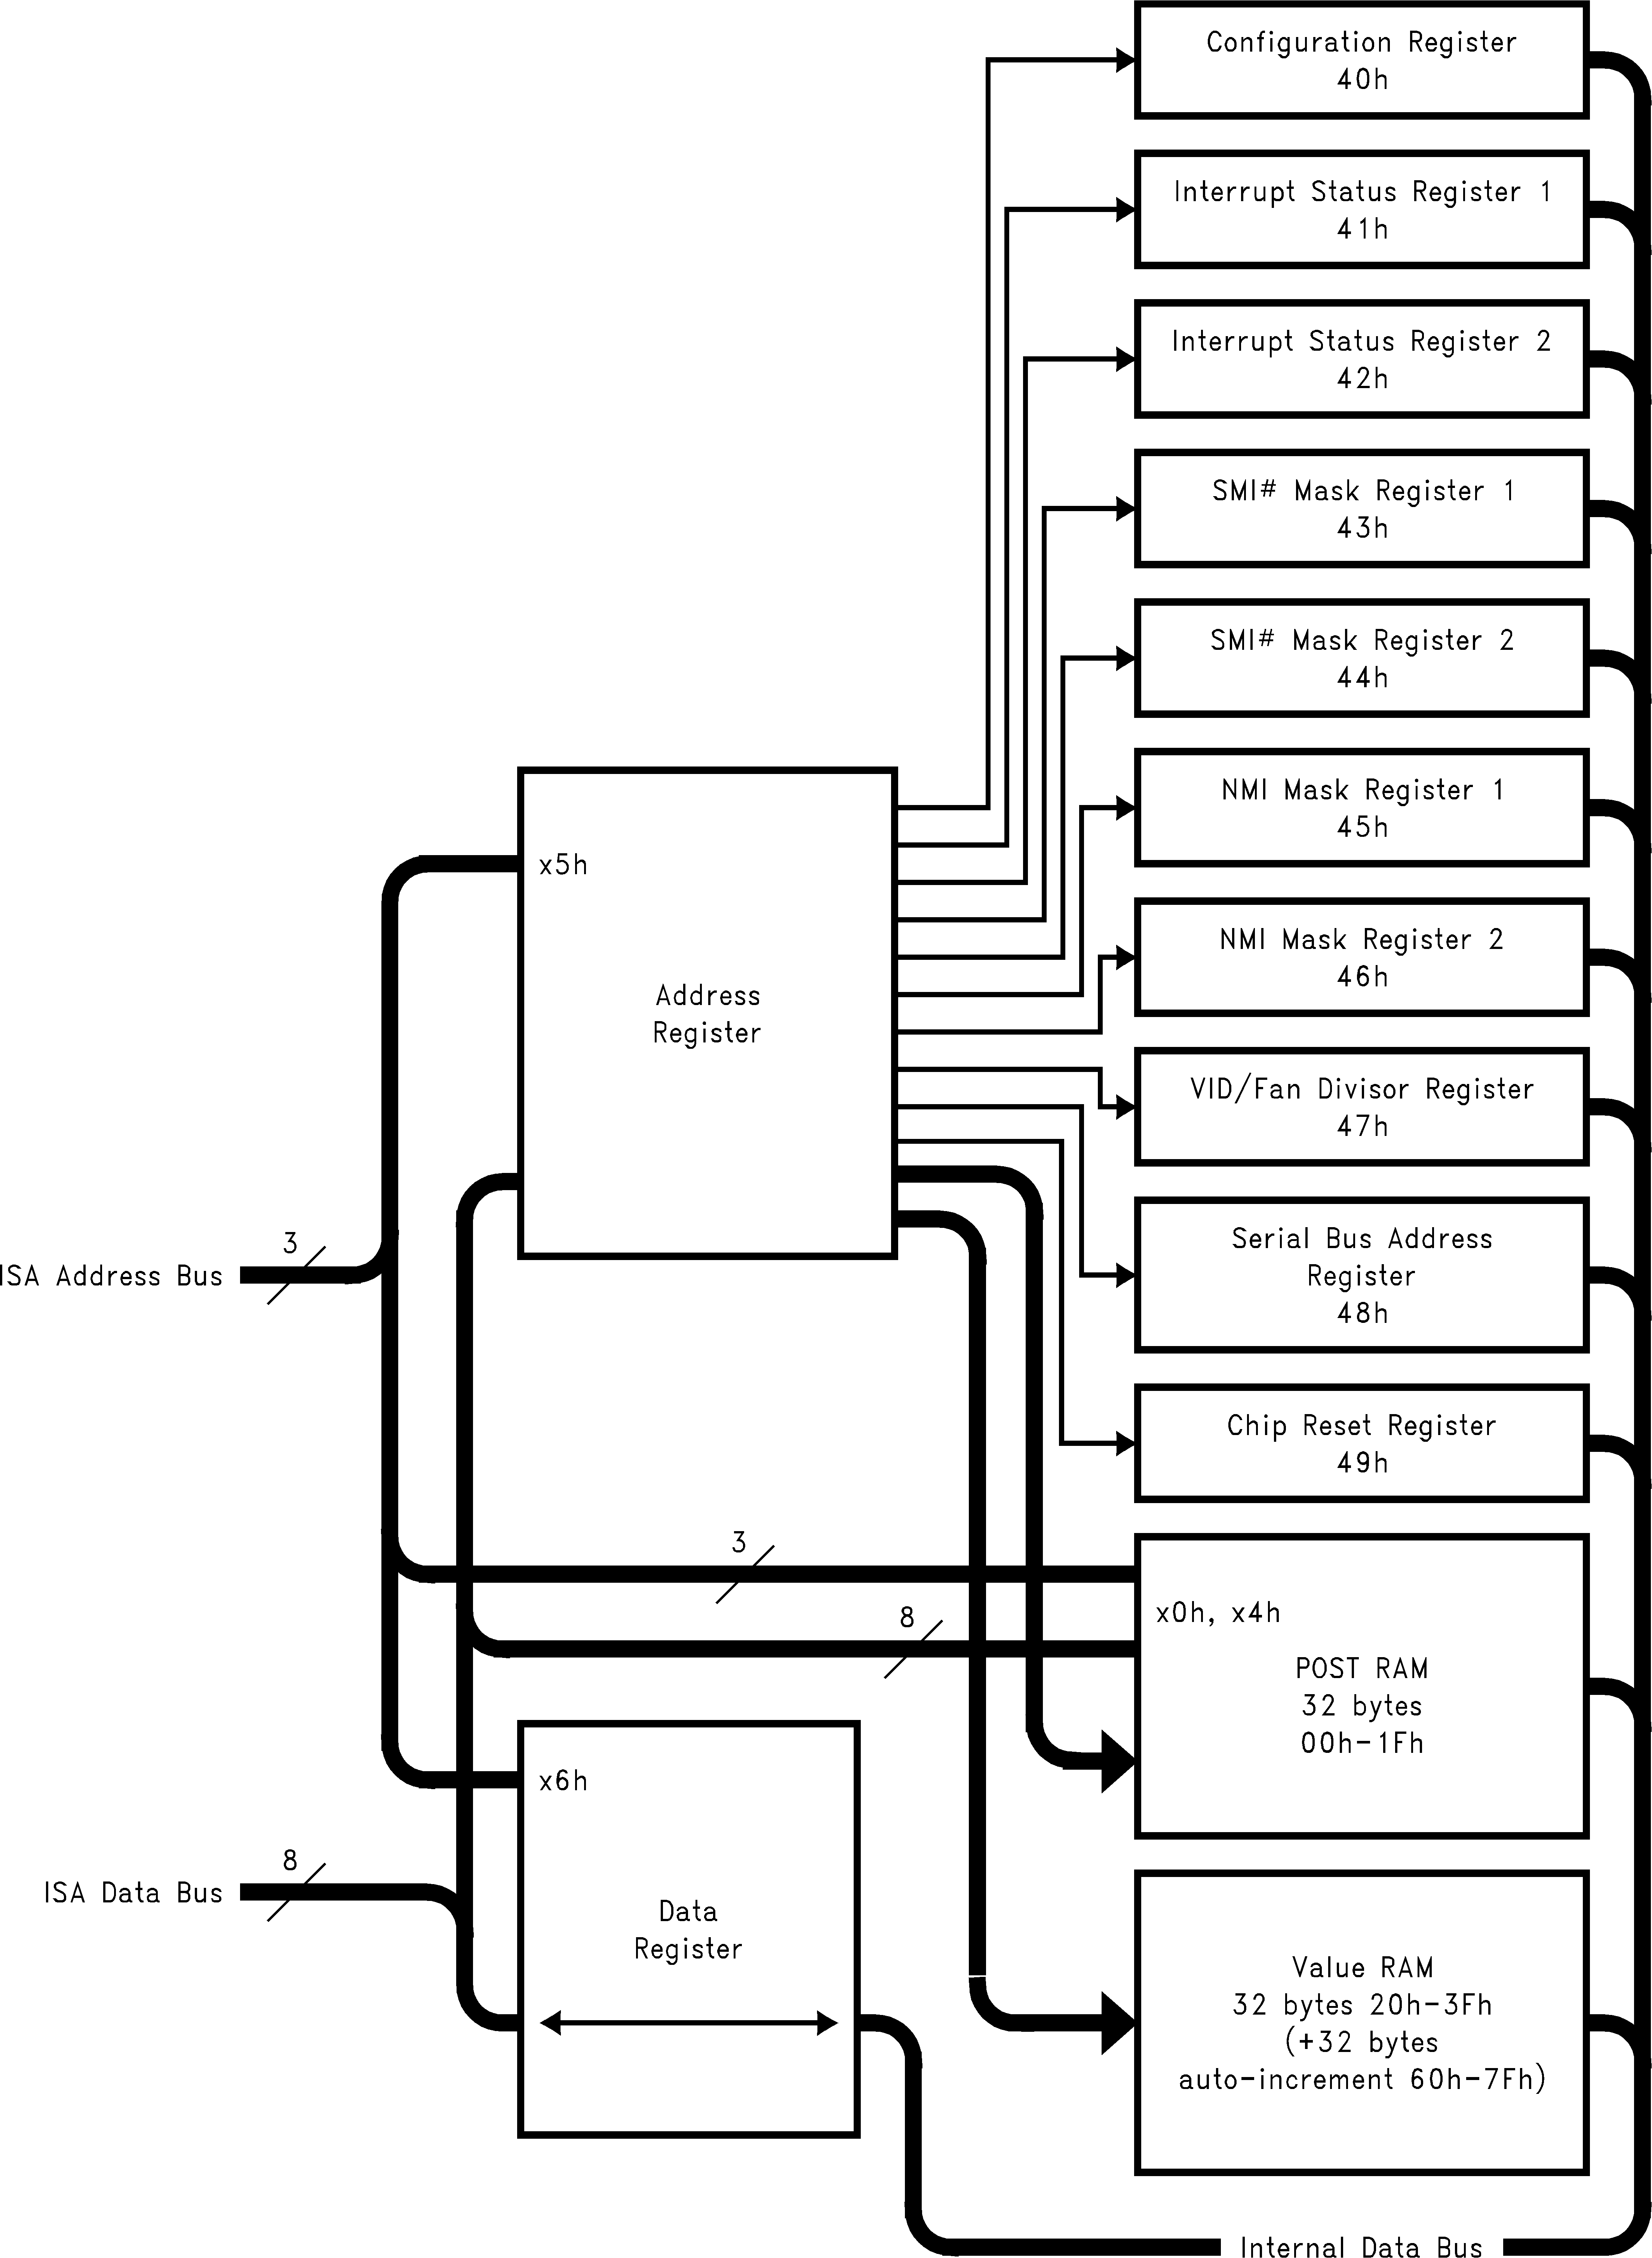 Configuration Register
40h
Interrupt Status Register 1
41h
Interrupt Status Register 2
42h
SMI# Mask Register 1
43h
SMI# Mask Register 2
44h
NMI Mask Register 1
45h
x5h
NMI Mask Register 2
46h
Address
Register
VID/Fan Divisor Register
47h
ISA Address Bus
3
Serial Bus Address
Register
48h
Chip Reset Register
49h
3
8
x0h, x4h
POST RAM
32 bytes
00h-1Fh
x6h
ISA Data Bus
8
Data
Register
Value RAM
32 bytes 20h-3Fh
(+32 bytes
auto-increment 60h-7Fh)
Internal Data Bus